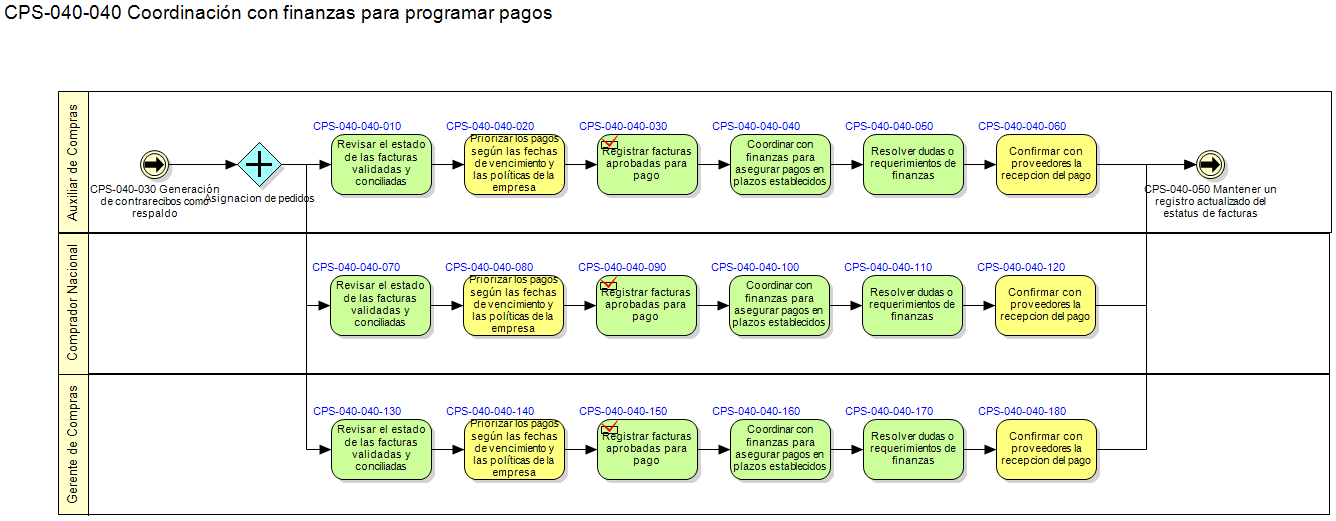 CPS-040-040 Coordinación con finanzas para programar pagos
Auxiliar de Compras
CPS-040-030 Generación
de contrarecibos como
respaldo
Asignacion de pedidos
CPS-040-040-010
Revisar el estado
de las facturas
validadas y
conciliadas
CPS-040-040-020
Priorizar los pagos
según las fechas
de vencimiento y
las políticas de la
empresa
CPS-040-040-030
Registrar facturas
aprobadas para
pago
CPS-040-040-040
Coordinar con
finanzas para
asegurar pagos en
plazos establecidos
CPS-040-040-050
Resolver dudas o
requerimientos de
finanzas
CPS-040-040-060
Confirmar con
proveedores la
recepcion del pago
CPS-040-050 Mantener un
registro actualizado del
estatus de facturas
Comprador Nacional
CPS-040-040-070
Revisar el estado
de las facturas
validadas y
conciliadas
CPS-040-040-080
Priorizar los pagos
según las fechas
de vencimiento y
las políticas de la
empresa
CPS-040-040-090
Registrar facturas
aprobadas para
pago
CPS-040-040-100
Coordinar con
finanzas para
asegurar pagos en
plazos establecidos
CPS-040-040-110
Resolver dudas o
requerimientos de
finanzas
CPS-040-040-120
Confirmar con
proveedores la
recepcion del pago
Gerente de Compras
CPS-040-040-130
Revisar el estado
de las facturas
validadas y
conciliadas
CPS-040-040-140
Priorizar los pagos
según las fechas
de vencimiento y
las políticas de la
empresa
CPS-040-040-150
Registrar facturas
aprobadas para
pago
CPS-040-040-160
Coordinar con
finanzas para
asegurar pagos en
plazos establecidos
CPS-040-040-170
Resolver dudas o
requerimientos de
finanzas
CPS-040-040-180
Confirmar con
proveedores la
recepcion del pago